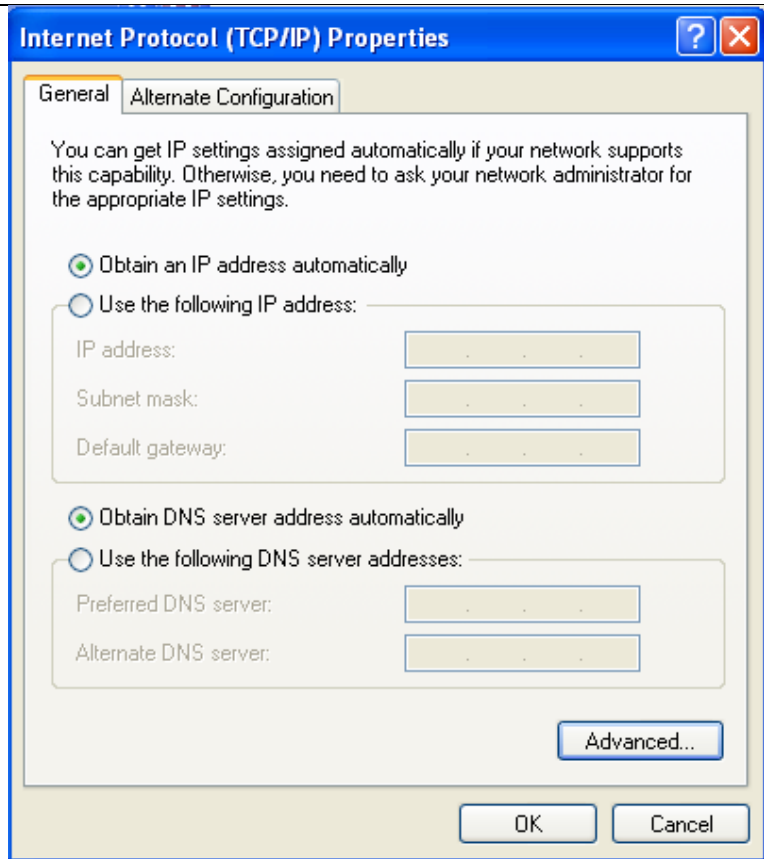 Internet Protocol (TCP/IP) Properties
General
Alternate Configuration
You can get IP settings assigned automatically if your network supports
this capability. Otherwise, you need to ask your network administrator for
the appropriate IP settings.
Obtain an IP address automatically
Use the following IP address:
IP address:
Subnet mask:
Default gateway:
Obtain DNS server address automatically
Use the following DNS server addresses:
Preferred DNS server:
Alternate DNS server:
Advanced...
OK
Cancel